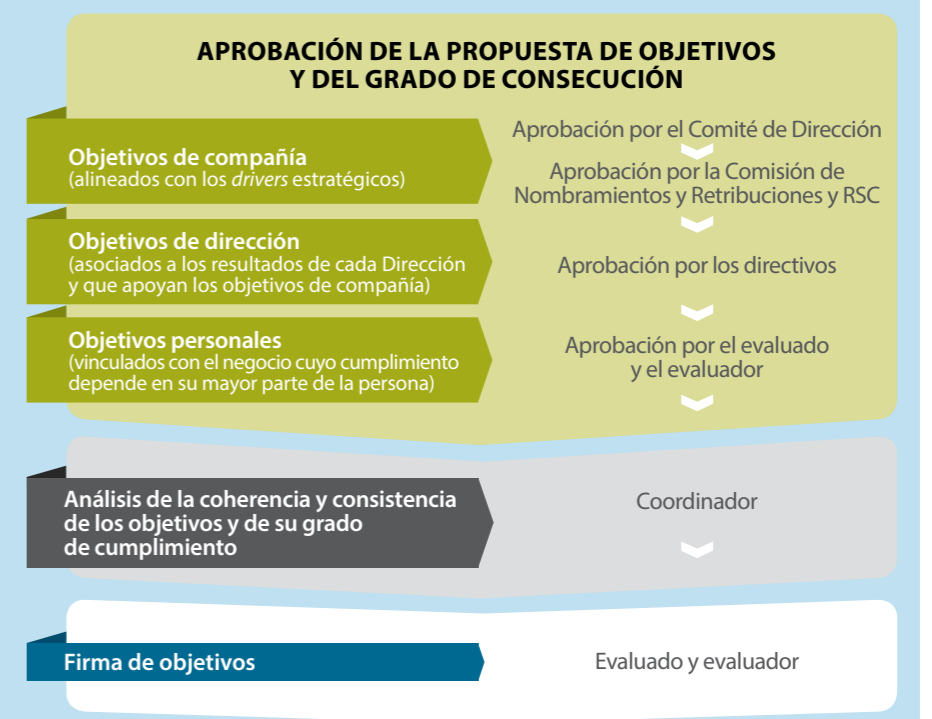 APROBACIÓN DE LA PROPUESTA DE OBJETIVOS
Y DEL GRADO DE CONSECUCIÓN
Objetivos de compañía
(alineados con los drivers estratégicos)
Aprobación por el Comité de Dirección
Aprobación por la Comisión de
Nombramientos y Retribuciones y RSC
Objetivos de dirección
(asociados a los resultados de cada Dirección
y que apoyan los objetivos de compañía)
Aprobación por los directivos
Objetivos personales
(vinculados con el negocio cuyo cumplimiento
depende en su mayor parte de la persona)
Aprobación por el evaluado
y el evaluador
Análisis de la coherencia y consistencia
de los objetivos y de su grado
de cumplimiento
Coordinador
Firma de objetivos
Evaluado y evaluador